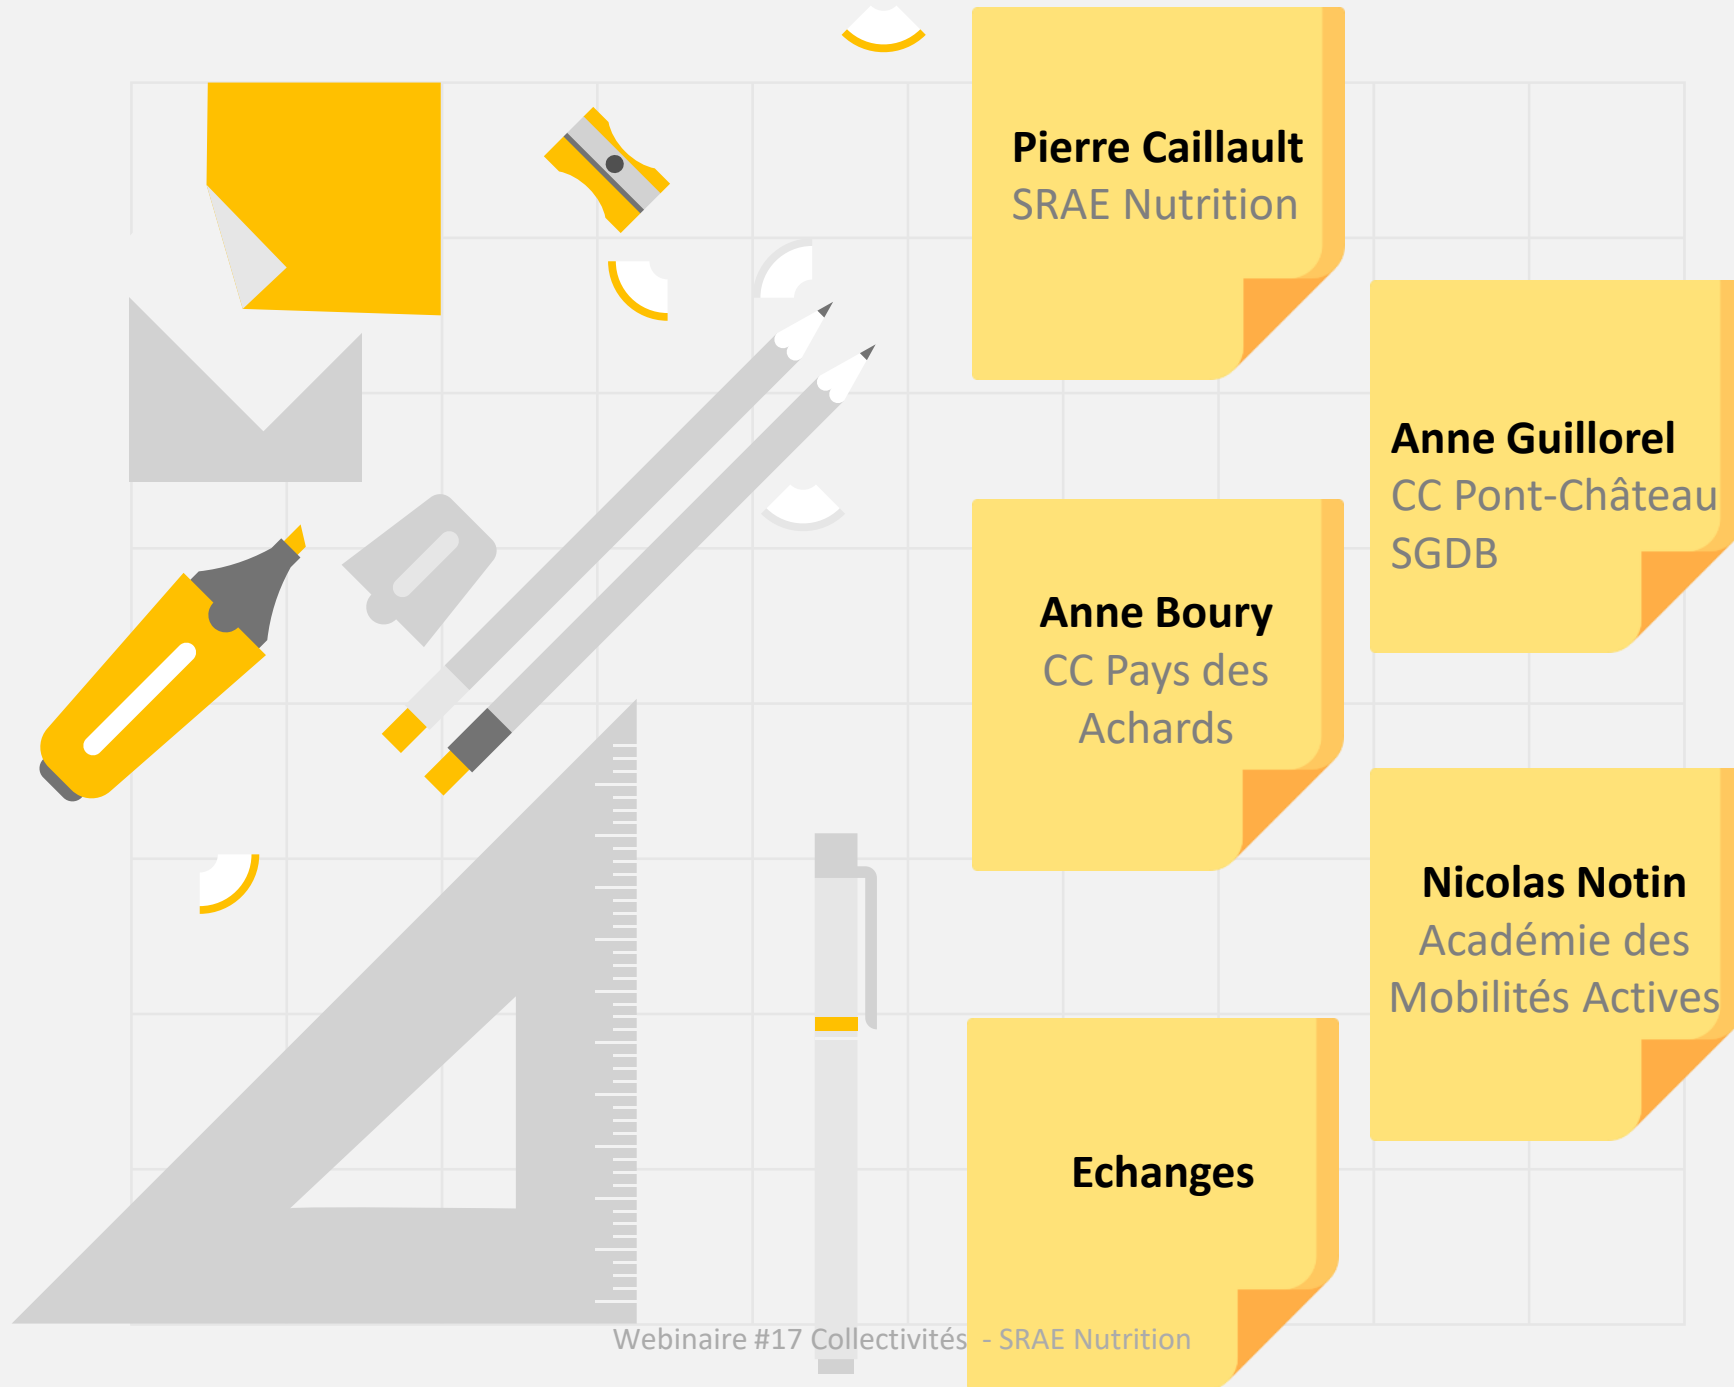 Pierre Caillault
SRAE Nutrition
Anne Guillorel
CC Pont-Château
SGDB
Anne Boury
CC Pays des
Achards
Nicolas Notin
Académie des
Mobilités Actives
Echanges
Webinaire #17 Collectivités - SRAE Nutrition